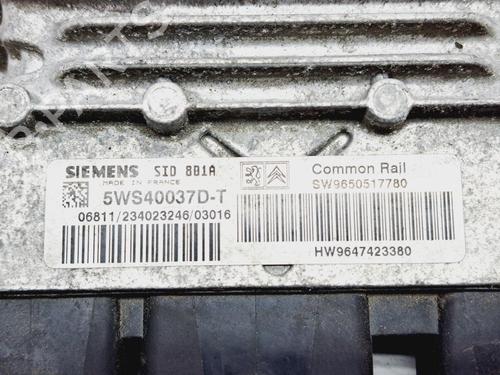 SIEMENS SID 801A
MADE IN FRANCE
5WS40037D-T
06811/234023246/03016
Common Rail
SW9650517780
HW9647423380